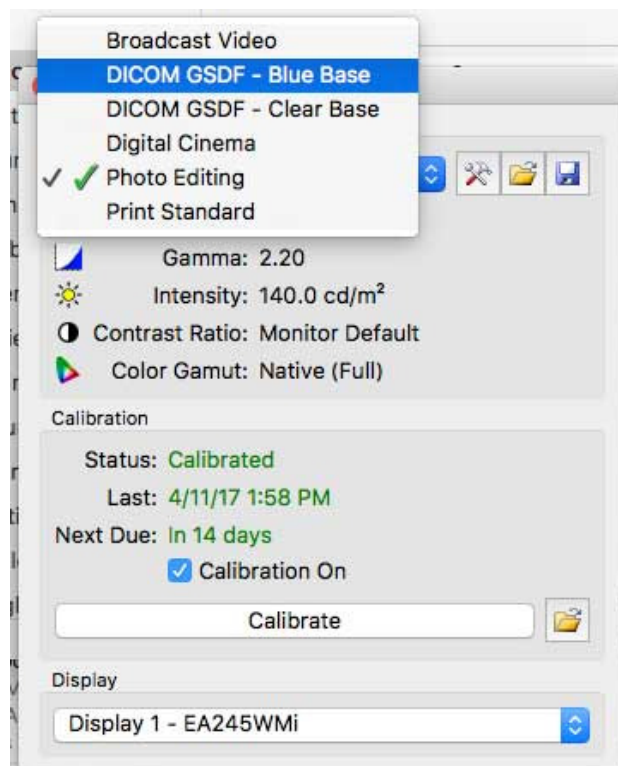 Broadcast Video
DICOM GSDF - Blue Base
DICOM GSDF - Clear Base
Digital Cinema
Photo Editing
Print Standard
Gamma: 2.20
Intensity: 140.0 cd/m²
Contrast Ratio: Monitor Default
Color Gamut: Native (Full)
Calibration
Status: Calibrated
Last: 4/11/17 1:58 PM
Next Due: In 14 days
Calibration On
Calibrate
Display
Display 1 - EA245WMi